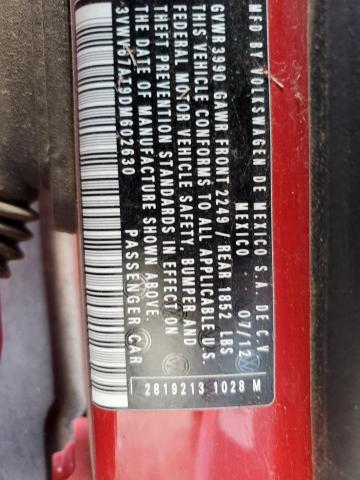 MFD BY VOLKSWAGEN DE MEXICO S.A. DE C.V
MEXICO 07/12
GVWR 3990 GAWR FRONT 2249 / REAR 1852 LBS
THIS VEHICLE CONFORMS TO ALL APPLICABLE U.S.
FEDERAL MOTOR VEHICLE SAFETY, BUMPER AND
THEFT PREVENTION STANDARDS IN EFFECT ON
THE DATE OF MANUFACTURE SHOWN ABOVE.
PASSENGER CAR
2819213 1028 M